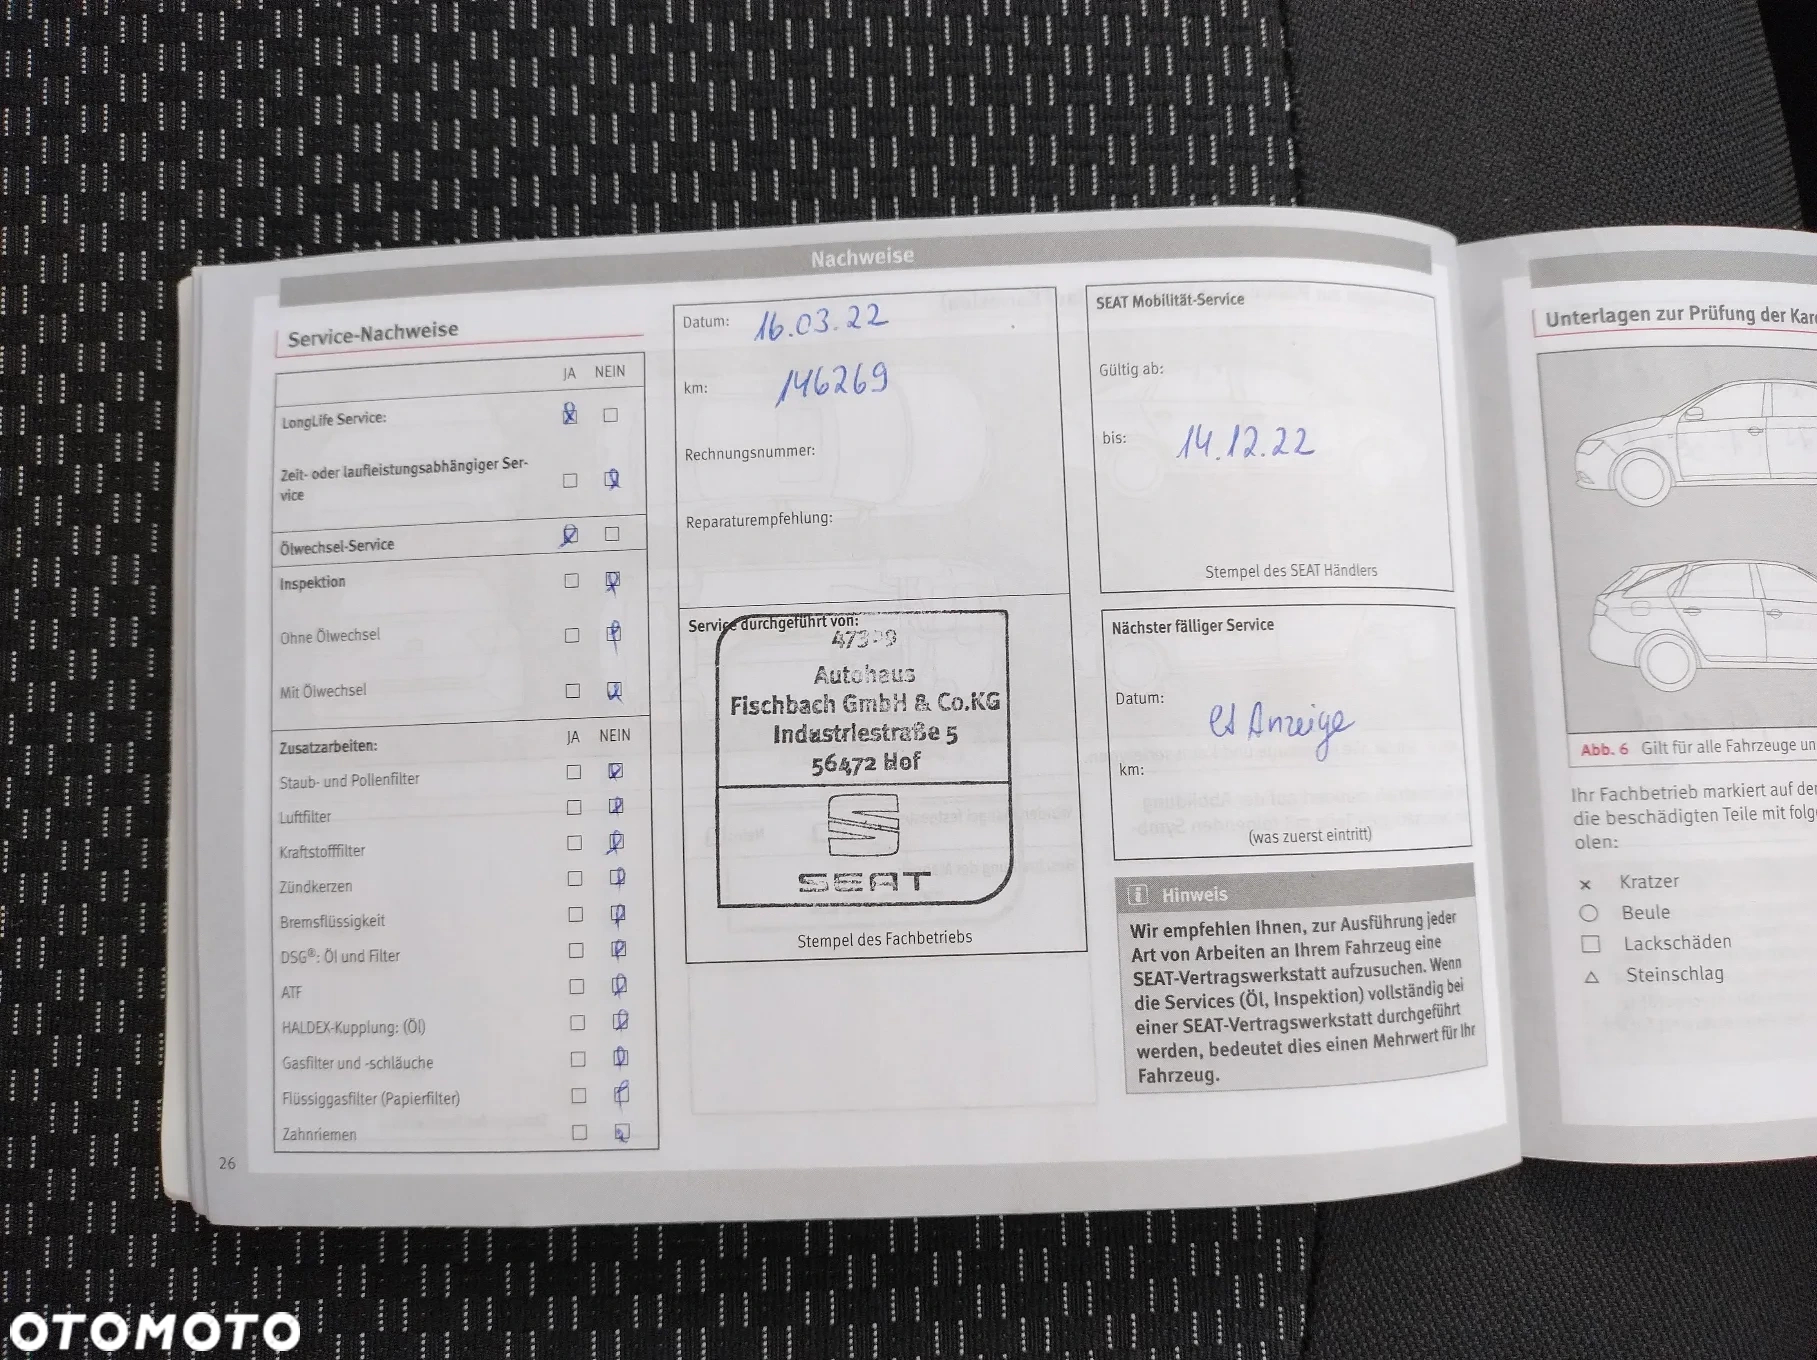 Nachweise
Service-Nachweise
JA NEIN
LongLife Service:
Zeit- oder laufleistungsabhängiger Ser-
vice
Ölwechsel-Service
Inspektion
Ohne Ölwechsel
Mit Ölwechsel
Zusatzarbeiten: JA NEIN
Staub- und Pollenfilter
Luftfilter
Kraftstofffilter
Zündkerzen
Bremsflüssigkeit
DSG®: Öl und Filter
ATF
HALDEX-Kupplung: (Öl)
Gasfilter und -schläuche
Flüssiggasfilter (Papierfilter)
Zahnriemen
26
Datum: 16.03.22
km: 146269
Rechnungsnummer:
Reparaturempfehlung:
Service durchgeführt von:
Autohaus
Fischbach GmbH & Co.KG
Industriestraße 5
56472 Hof
SEAT
Stempel des Fachbetriebs
SEAT Mobilität-Service
Gültig ab:
bis: 14.12.22
Stempel des SEAT Händlers
Nächster fälliger Service
Datum:
Anzeige
km:
(was zuerst eintritt)
i Hinweis
Wir empfehlen Ihnen, zur Ausführung jeder
Art von Arbeiten an Ihrem Fahrzeug eine
SEAT-Vertragswerkstatt aufzusuchen. Wenn
die Services (Öl, Inspektion) vollständig bei
einer SEAT-Vertragswerkstatt durchgeführt
werden, bedeutet dies einen Mehrwert für Ihr
Fahrzeug.
Unterlagen zur Prüfung der Karo
Abb. 6 Gilt für alle Fahrzeuge un
Ihr Fachbetrieb markiert auf der
die beschädigten Teile mit folge
olen:
Kratzer
Beule
Lackschäden
Steinschlag
OTOMOTO